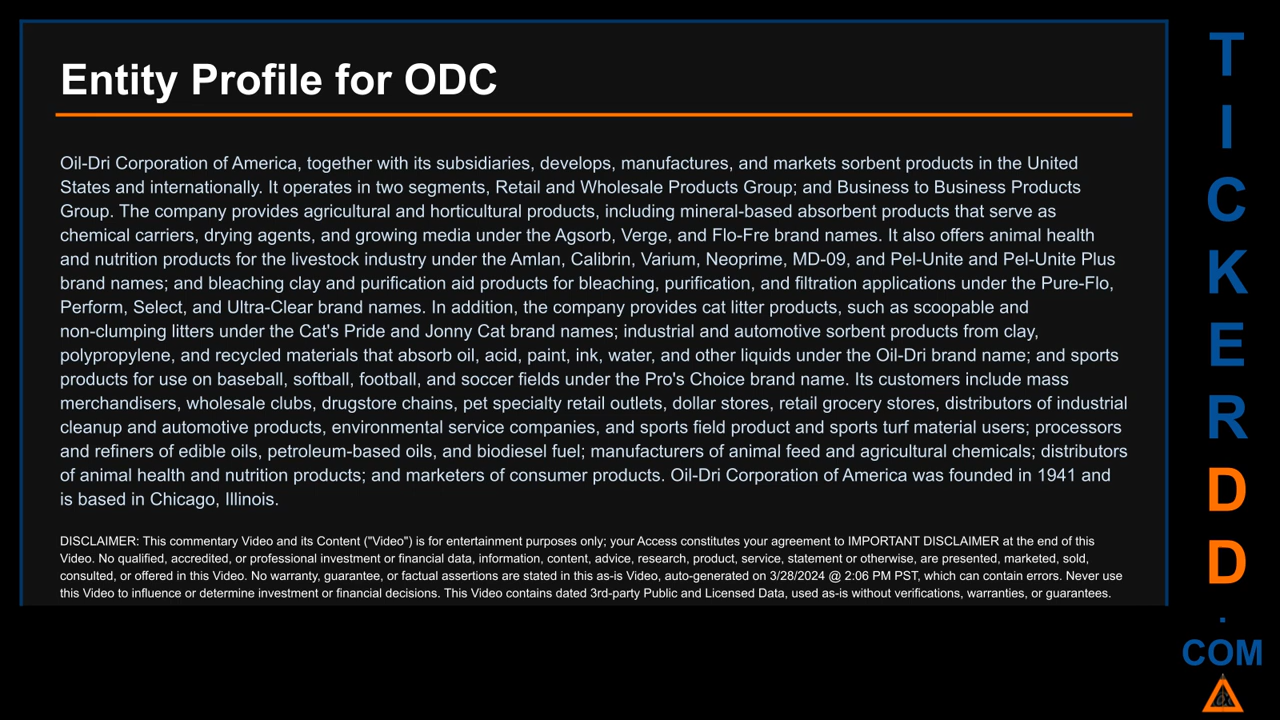 Entity Profile for ODC
Oil-Dri Corporation of America, together with its subsidiaries, develops, manufactures, and markets sorbent products in the United
States and internationally. It operates in two segments, Retail and Wholesale Products Group; and Business to Business Products
Group. The company provides agricultural and horticultural products, including mineral-based absorbent products that serve as
chemical carriers, drying agents, and growing media under the Agsorb, Verge, and Flo-Fre brand names. It also offers animal health
and nutrition products for the livestock industry under the Amlan, Calibrin, Varium, Neoprime, MD-09, and Pel-Unite and Pel-Unite Plus
brand names; and bleaching clay and purification aid products for bleaching, purification, and filtration applications under the Pure-Flo,
Perform, Select, and Ultra-Clear brand names. In addition, the company provides cat litter products, such as scoopable and
non-clumping litters under the Cat's Pride and Jonny Cat brand names; industrial and automotive sorbent products from clay,
polypropylene, and recycled materials that absorb oil, acid, paint, ink, water, and other liquids under the Oil-Dri brand name; and sports
products for use on baseball, softball, football, and soccer fields under the Pro's Choice brand name. Its customers include mass
merchandisers, wholesale clubs, drugstore chains, pet specialty retail outlets, dollar stores, retail grocery stores, distributors of industrial
cleanup and automotive products, environmental service companies, and sports field product and sports turf material users; processors
and refiners of edible oils, petroleum-based oils, and biodiesel fuel; manufacturers of animal feed and agricultural chemicals; distributors
of animal health and nutrition products; and marketers of consumer products. Oil-Dri Corporation of America was founded in 1941 and
is based in Chicago, Illinois.
DISCLAIMER: This commentary Video and its Content ("Video") is for entertainment purposes only; your Access constitutes your agreement to IMPORTANT DISCLAIMER at the end of this
Video. No qualified, accredited, or professional investment or financial data, information, content, advice, research, product, service, statement or otherwise, are presented, marketed, sold,
consulted, or offered in this Video. No warranty, guarantee, or factual assertions are stated in this as-is Video, auto-generated on 3/28/2024 @ 2:06 PM PST, which can contain errors. Never use
this Video to influence or determine investment or financial decisions. This Video contains dated 3rd-party Public and Licensed Data, used as-is without verifications, warranties, or guarantees.
T
I
C
K
E
R
D
D
.
COM